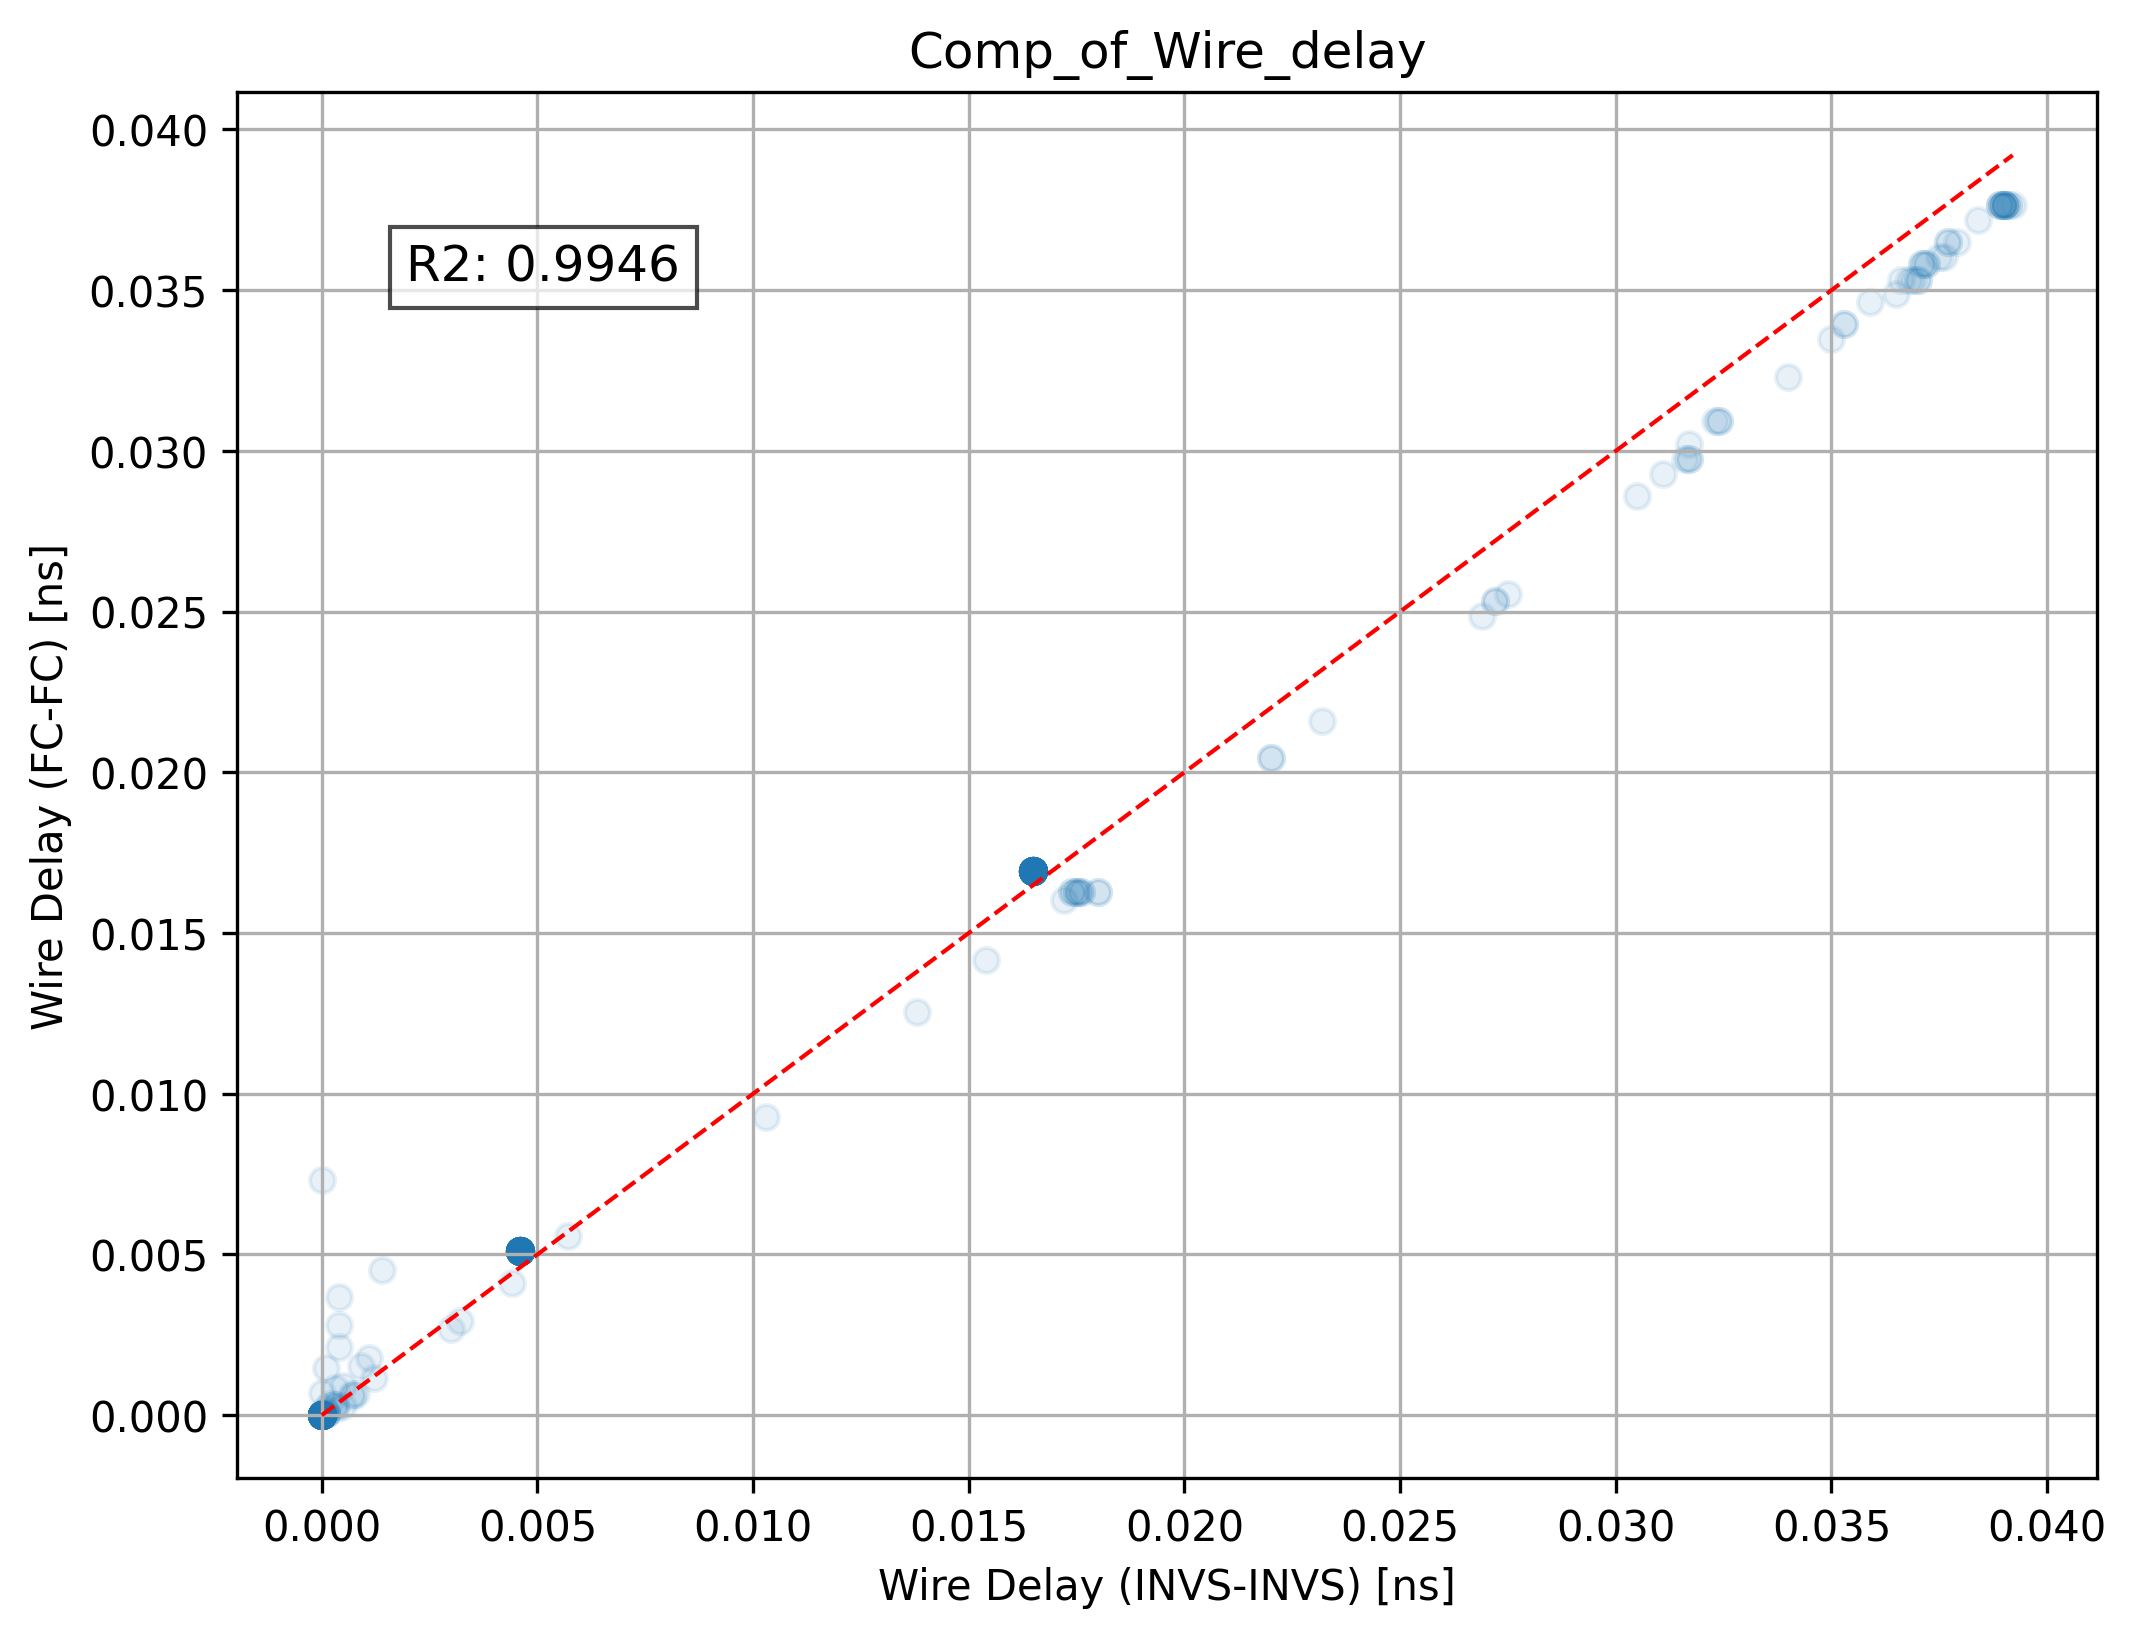 Comp_of_Wire_delay
0.040
0.035
0.030
0.025
0.020
0.015
0.010
0.005
0.000
R2: 0.9946
Wire Delay (FC-FC) [ns]
0.000 0.005 0.010 0.015 0.020 0.025 0.030 0.035 0.040
Wire Delay (INVS-INVS) [ns]